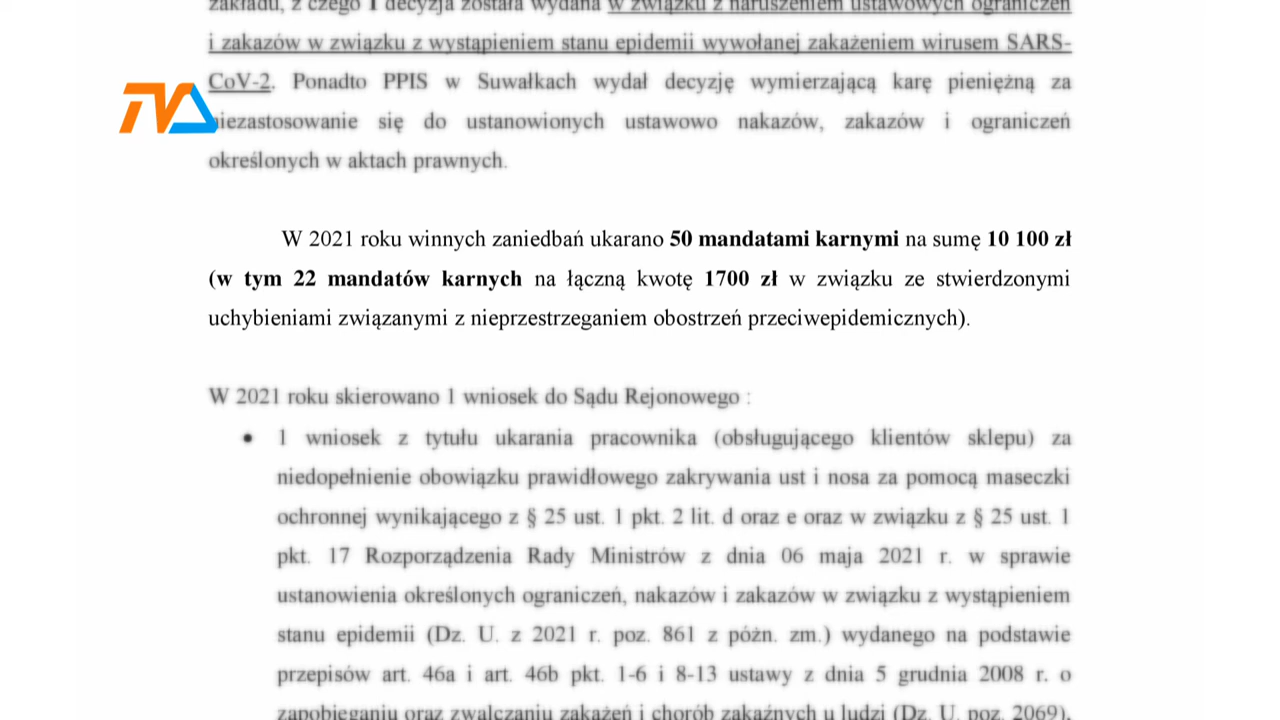 zakładu, z czego 1 decyzja została wydana w związku z naruszeniem ustawowych ograniczeń
i zakazów w związku z wystąpieniem stanu epidemii wywołanej zakażeniem wirusem SARS-
CoV-2. Ponadto PPIS w Suwałkach wydał decyzję wymierzającą karę pieniężną za
TVA
niezastosowanie się do ustanowionych ustawowo nakazów, zakazów i ograniczeń
określonych w aktach prawnych.
W 2021 roku winnych zaniedbań ukarano 50 mandatami karnymi na sumę 10 100 zł
(w tym 22 mandatów karnych na łączną kwotę 1700 zł w związku ze stwierdzonymi
uchybieniami związanymi z nieprzestrzeganiem obostrzeń przeciwepidemicznych).
W 2021 roku skierowano 1 wniosek do Sądu Rejonowego :
• 1 wniosek z tytułu ukarania pracownika (obsługującego klientów sklepu) za
niedopełnienie obowiązku prawidłowego zakrywania ust i nosa za pomocą maseczki
ochronnej wynikającego z § 25 ust. 1 pkt. 2 lit. d oraz e oraz w związku z § 25 ust. 1
pkt. 17 Rozporządzenia Rady Ministrów z dnia 06 maja 2021 r. w sprawie
ustanowienia określonych ograniczeń, nakazów i zakazów w związku z wystąpieniem
stanu epidemii (Dz. U. z 2021 r. poz. 861 z późn. zm.) wydanego na podstawie
przepisów art. 46a i art. 46b pkt. 1-6 i 8-13 ustawy z dnia 5 grudnia 2008 r. o
zapobieganiu oraz zwalczaniu zakażeń i chorób zakaźnych u ludzi (Dz. U. poz. 2069),